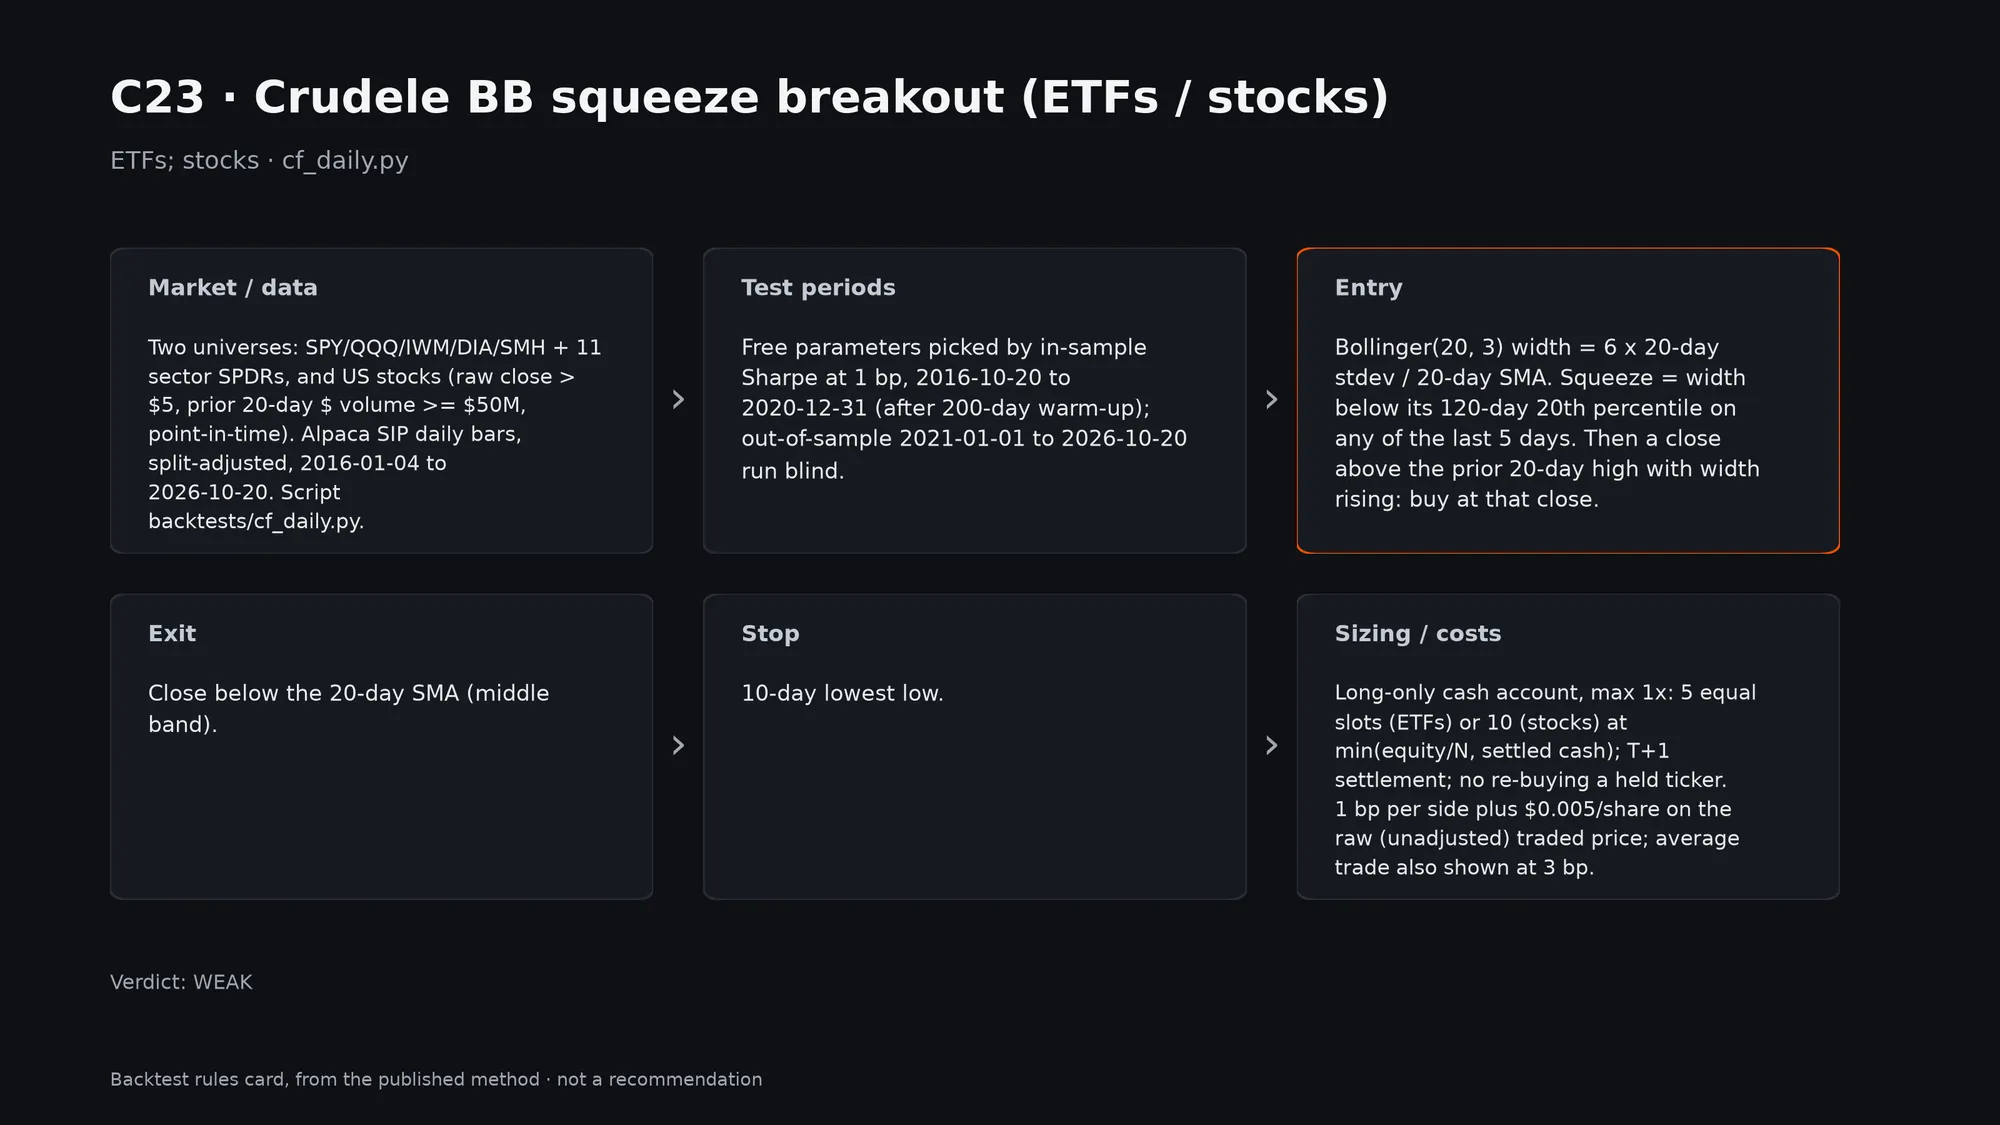 C23 · Crudele BB squeeze breakout (ETFs / stocks)
ETFs; stocks · cf_daily.py
Market / data
Two universes: SPY/QQQ/IWM/DIA/SMH + 11
sector SPDRs, and US stocks (raw close >
$5, prior 20-day $ volume >= $50M,
point-in-time). Alpaca SIP daily bars,
split-adjusted, 2016-01-04 to
2026-10-20. Script
backtests/cf_daily.py.
›
Test periods
Free parameters picked by in-sample
Sharpe at 1 bp, 2016-10-20 to
2020-12-31 (after 200-day warm-up);
out-of-sample 2021-01-01 to 2026-10-20
run blind.
›
Entry
Bollinger(20, 3) width = 6 x 20-day
stdev / 20-day SMA. Squeeze = width
below its 120-day 20th percentile on
any of the last 5 days. Then a close
above the prior 20-day high with width
rising: buy at that close.
Exit
Close below the 20-day SMA (middle
band).
›
Stop
10-day lowest low.
›
Sizing / costs
Long-only cash account, max 1x: 5 equal
slots (ETFs) or 10 (stocks) at
min(equity/N, settled cash); T+1
settlement; no re-buying a held ticker.
1 bp per side plus $0.005/share on the
raw (unadjusted) traded price; average
trade also shown at 3 bp.
Verdict: WEAK
Backtest rules card, from the published method · not a recommendation